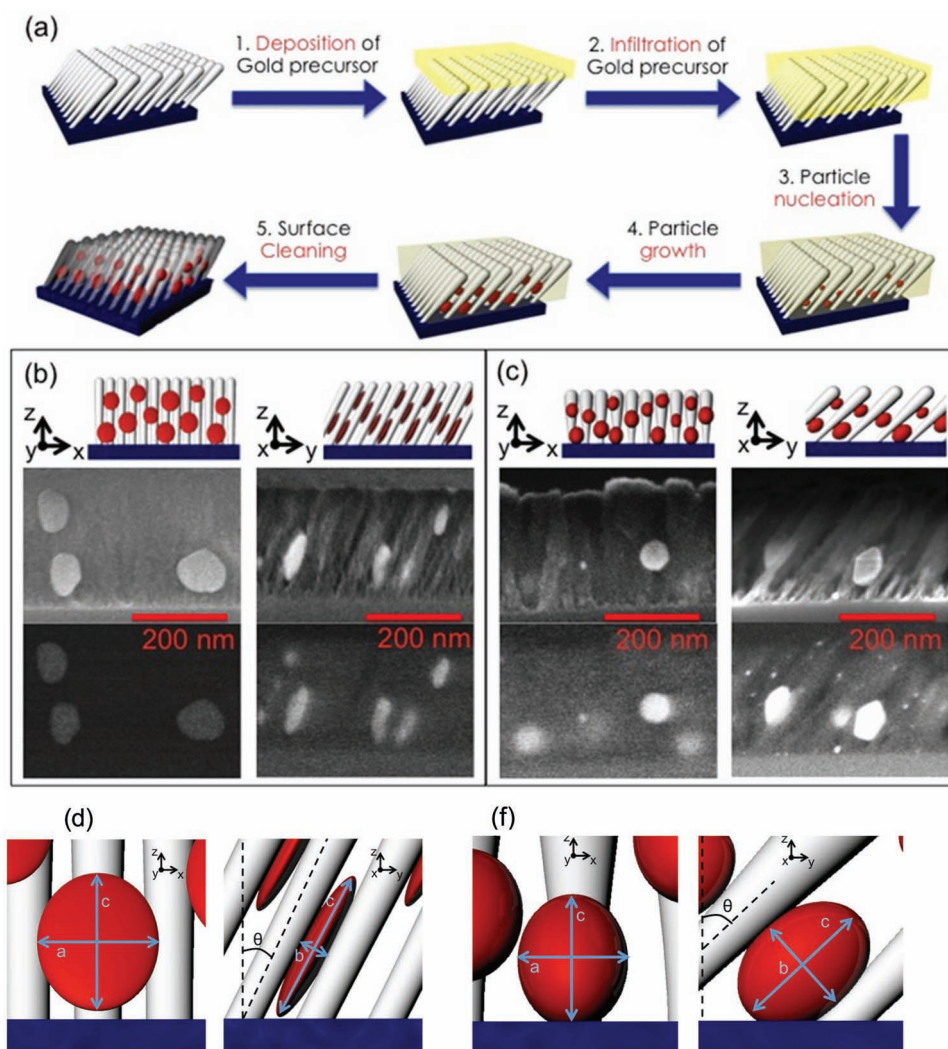 (a)
1. Deposition of
Gold precursor
2. Infiltration of
Gold precursor
3. Particle
nucleation
4. Particle
growth
5. Surface
Cleaning
(b)
z
y x
z
x y
200 nm
200 nm
(c)
z
y x
z
x y
200 nm
200 nm
(d)
z
y x
c
a
z
x y
θ
c
b
(f)
z
y x
c
a
z
x y
θ
c
b